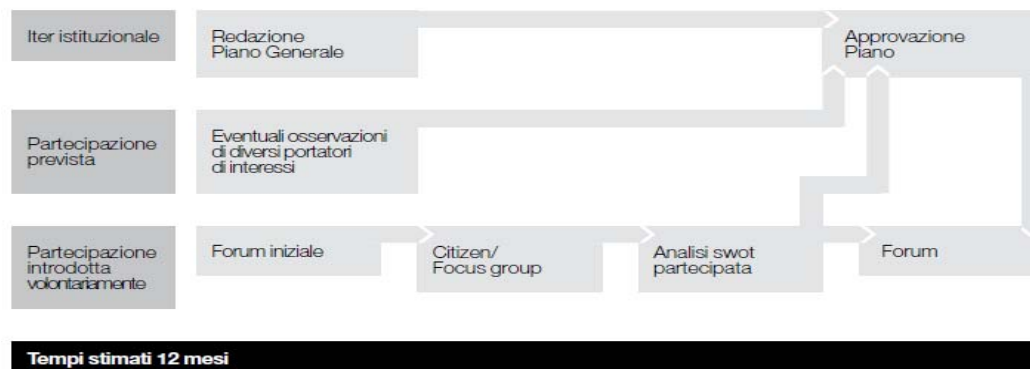 Iter istituzionale
Redazione
Piano Generale
Approvazione
Piano
Partecipazione
prevista
Eventuali osservazioni
di diversi portatori
di interessi
Partecipazione
introdotta
volontariamente
Forum iniziale
Citizen/
Focus group
Analisi swot
partecipata
Forum
Tempi stimati 12 mesi